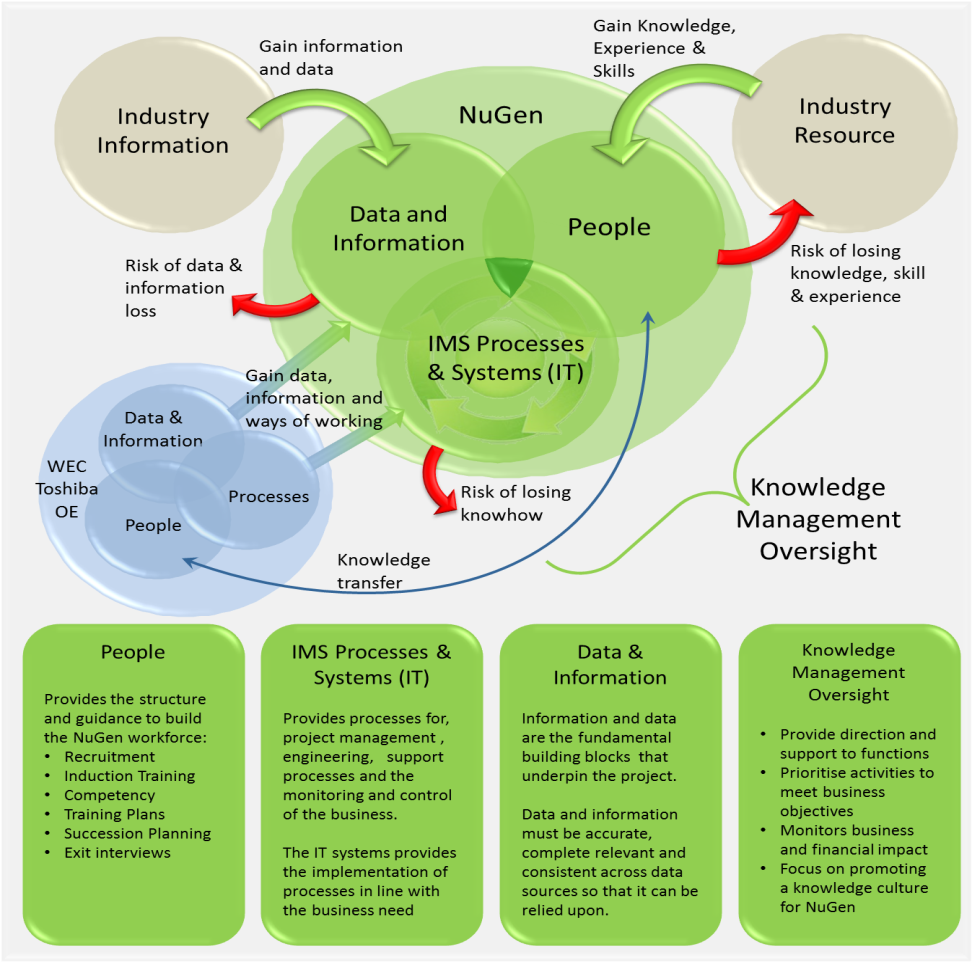 Gain information
and data
Gain Knowledge,
Experience &
Skills
Industry
Information
NuGen
Industry
Resource
Data and
Information
People
Risk of data &
information
loss
Risk of losing
knowledge, skill
& experience
IMS Processes
& Systems (IT)
Gain data,
information and
ways of working
Data &
Information
WEC
Toshiba
OE
Processes
People
Risk of losing
knowhow
Knowledge
Management
Oversight
Knowledge
transfer
People
Provides the structure
and guidance to build
the NuGen workforce:
• Recruitment
• Induction Training
• Competency
• Training Plans
• Succession Planning
• Exit interviews
IMS Processes &
Systems (IT)
Provides processes for,
project management ,
engineering, support
processes and the
monitoring and control
of the business.
The IT systems provides
the implementation of
processes in line with
the business need
Data &
Information
Information and data
are the fundamental
building blocks that
underpin the project.
Data and information
must be accurate,
complete relevant and
consistent across data
sources so that it can be
relied upon.
Knowledge
Management
Oversight
• Provide direction and
support to functions
• Prioritise activities to
meet business
objectives
• Monitors business
and financial impact
• Focus on promoting
a knowledge culture
for NuGen